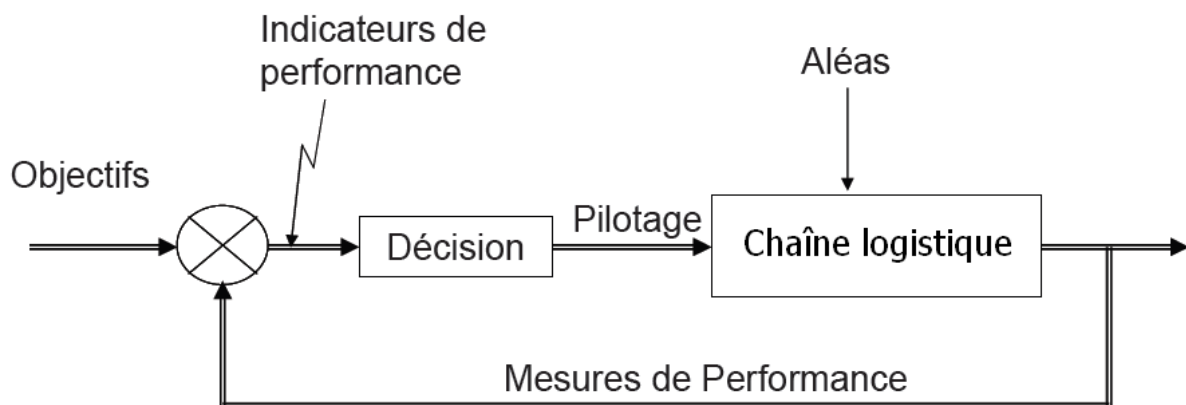 Indicateurs de
performance
Aléas
Objectifs
Décision
Pilotage
Chaîne logistique
Mesures de Performance